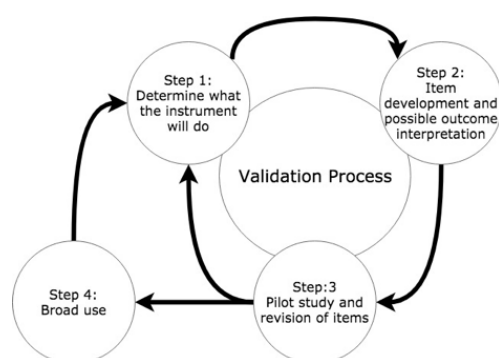 Step 1:
Determine what
the instrument
will do
Step 2:
Item
development and
possible outcome
interpretation
Validation Process
Step:3
Pilot study and
revision of items
Step 4:
Broad use